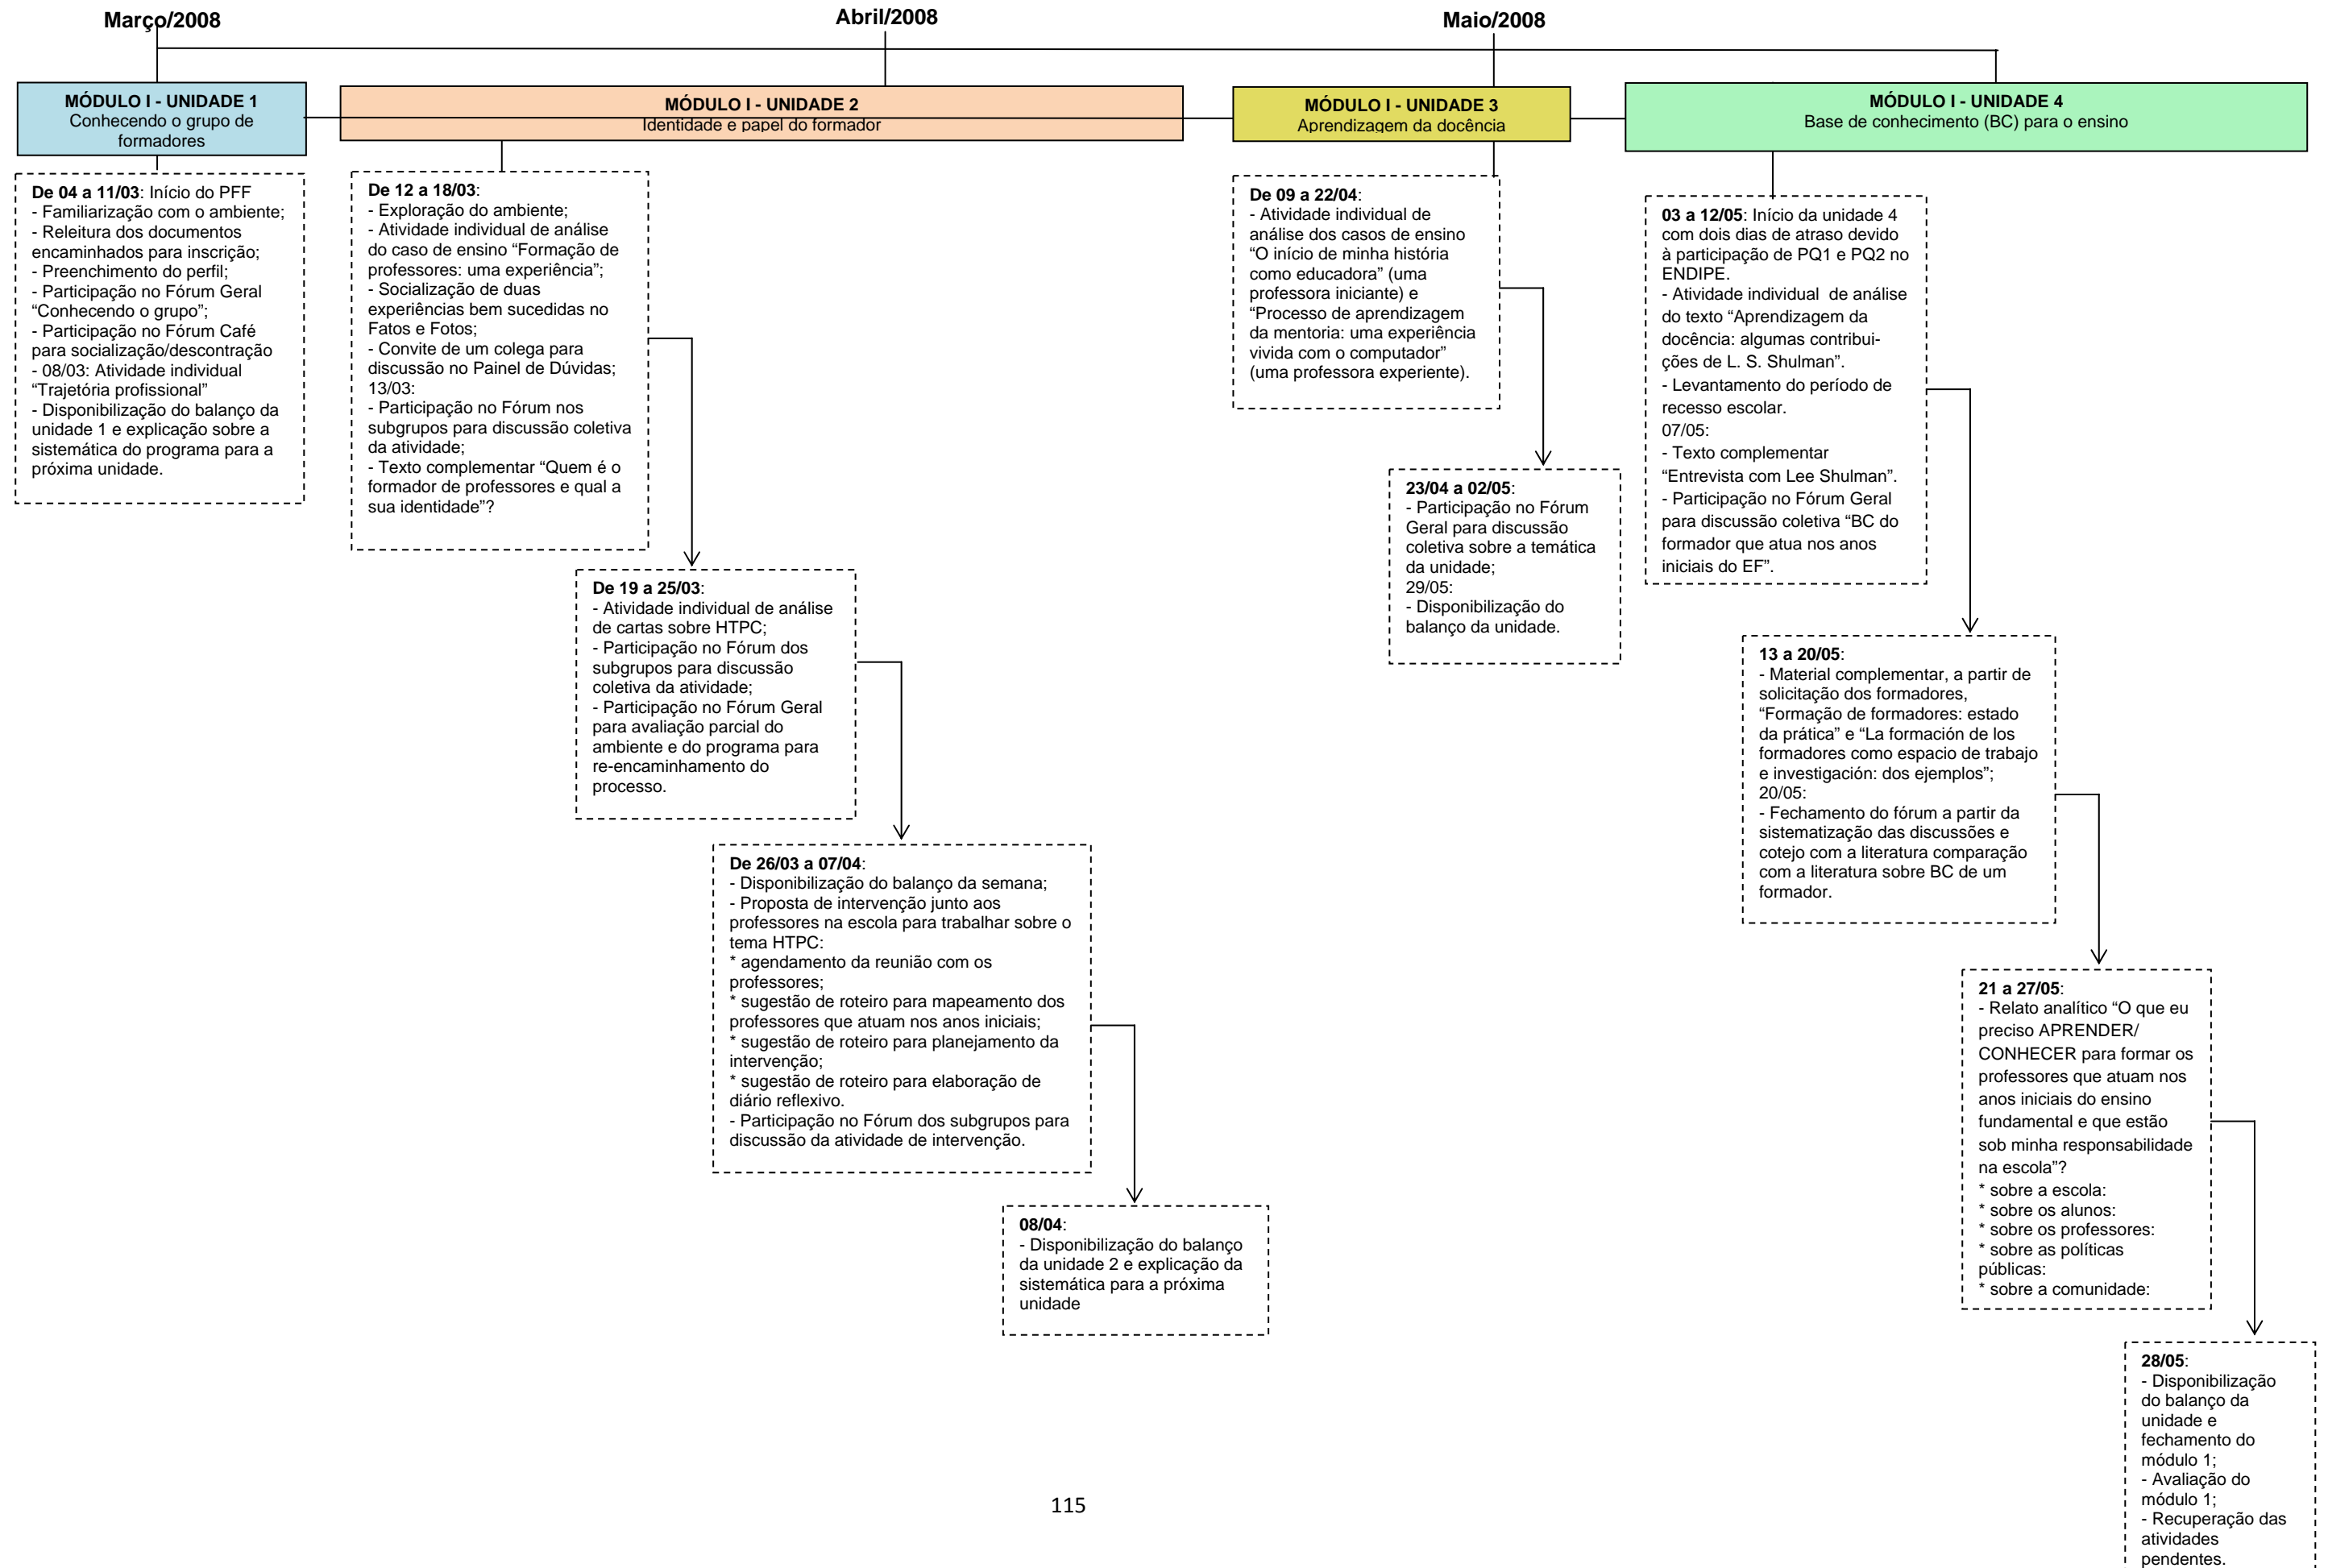 Março/2008
Abril/2008
Maio/2008
MÓDULO I - UNIDADE 1
Conhecendo o grupo de
formadores
MÓDULO I - UNIDADE 2
Identidade e papel do formador
MÓDULO I - UNIDADE 3
Aprendizagem da docência
MÓDULO I - UNIDADE 4
Base de conhecimento (BC) para o ensino
De 04 a 11/03: Início do PFF
- Familiarização com o ambiente;
- Releitura dos documentos
encaminhados para inscrição;
- Preenchimento do perfil;
- Participação no Fórum Geral
“Conhecendo o grupo”;
- Participação no Fórum Café
para socialização/descontração
- 08/03: Atividade individual
“Trajetória profissional”
- Disponibilização do balanço da
unidade 1 e explicação sobre a
sistemática do programa para a
próxima unidade.
De 12 a 18/03:
- Exploração do ambiente;
- Atividade individual de análise
do caso de ensino “Formação de
professores: uma experiência”;
- Socialização de duas
experiências bem sucedidas no
Fatos e Fotos;
- Convite de um colega para
discussão no Painel de Dúvidas;
13/03:
- Participação no Fórum nos
subgrupos para discussão coletiva
da atividade;
- Texto complementar “Quem é o
formador de professores e qual a
sua identidade”?
De 19 a 25/03:
- Atividade individual de análise
de cartas sobre HTPC;
- Participação no Fórum dos
subgrupos para discussão
coletiva da atividade;
- Participação no Fórum Geral
para avaliação parcial do
ambiente e do programa para
re-encaminhamento do
processo.
De 26/03 a 07/04:
- Disponibilização do balanço da semana;
- Proposta de intervenção junto aos
professores na escola para trabalhar sobre o
tema HTPC:
* agendamento da reunião com os
professores;
* sugestão de roteiro para mapeamento dos
professores que atuam nos anos iniciais;
* sugestão de roteiro para planejamento da
intervenção;
* sugestão de roteiro para elaboração de
diário reflexivo.
- Participação no Fórum dos subgrupos para
discussão da atividade de intervenção.
08/04:
- Disponibilização do balanço
da unidade 2 e explicação da
sistemática para a próxima
unidade
De 09 a 22/04:
- Atividade individual de
análise dos casos de ensino
“O início de minha história
como educadora” (uma
professora iniciante) e
“Processo de aprendizagem
da mentoria: uma experiência
vivida com o computador”
(uma professora experiente).
23/04 a 02/05:
- Participação no Fórum
Geral para discussão
coletiva sobre a temática
da unidade;
29/05:
- Disponibilização do
balanço da unidade.
03 a 12/05: Início da unidade 4
com dois dias de atraso devido
à participação de PQ1 e PQ2 no
ENDIPE.
- Atividade individual de análise
do texto “Aprendizagem da
docência: algumas contribui-
ções de L. S. Shulman”.
- Levantamento do período de
recesso escolar.
07/05:
- Texto complementar
“Entrevista com Lee Shulman”.
- Participação no Fórum Geral
para discussão coletiva “BC do
formador que atua nos anos
iniciais do EF”.
13 a 20/05:
- Material complementar, a partir de
solicitação dos formadores,
“Formação de formadores: estado
da prática” e “La formación de los
formadores como espacio de trabajo
e investigación: dos ejemplos”;
20/05:
- Fechamento do fórum a partir da
sistematização das discussões e
cotejo com a literatura comparação
com a literatura sobre BC de um
formador.
21 a 27/05:
- Relato analítico “O que eu
preciso APRENDER/
CONHECER para formar os
professores que atuam nos
anos iniciais do ensino
fundamental e que estão
sob minha responsabilidade
na escola”?
* sobre a escola:
* sobre os alunos:
* sobre os professores:
* sobre as políticas
públicas:
* sobre a comunidade:
28/05:
- Disponibilização
do balanço da
unidade e
fechamento do
módulo 1;
- Avaliação do
módulo 1;
- Recuperação das
atividades
pendentes.
115